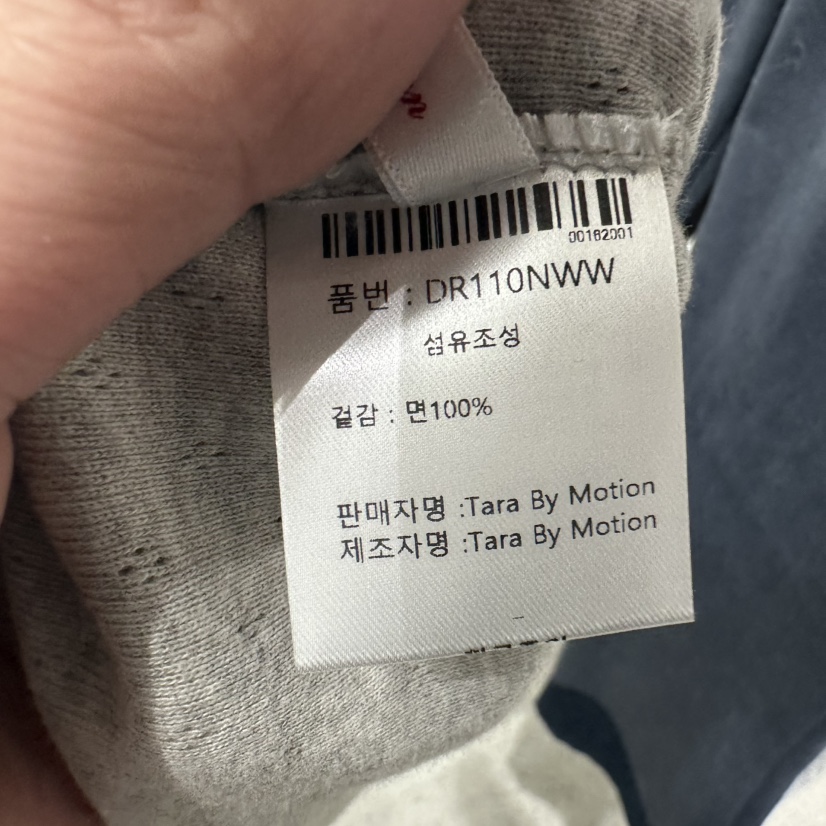 00162001
품번 : DR110NWW
섬유조성
겉감 : 면100%
판매자명 :Tara By Motion
제조자명 :Tara By Motion